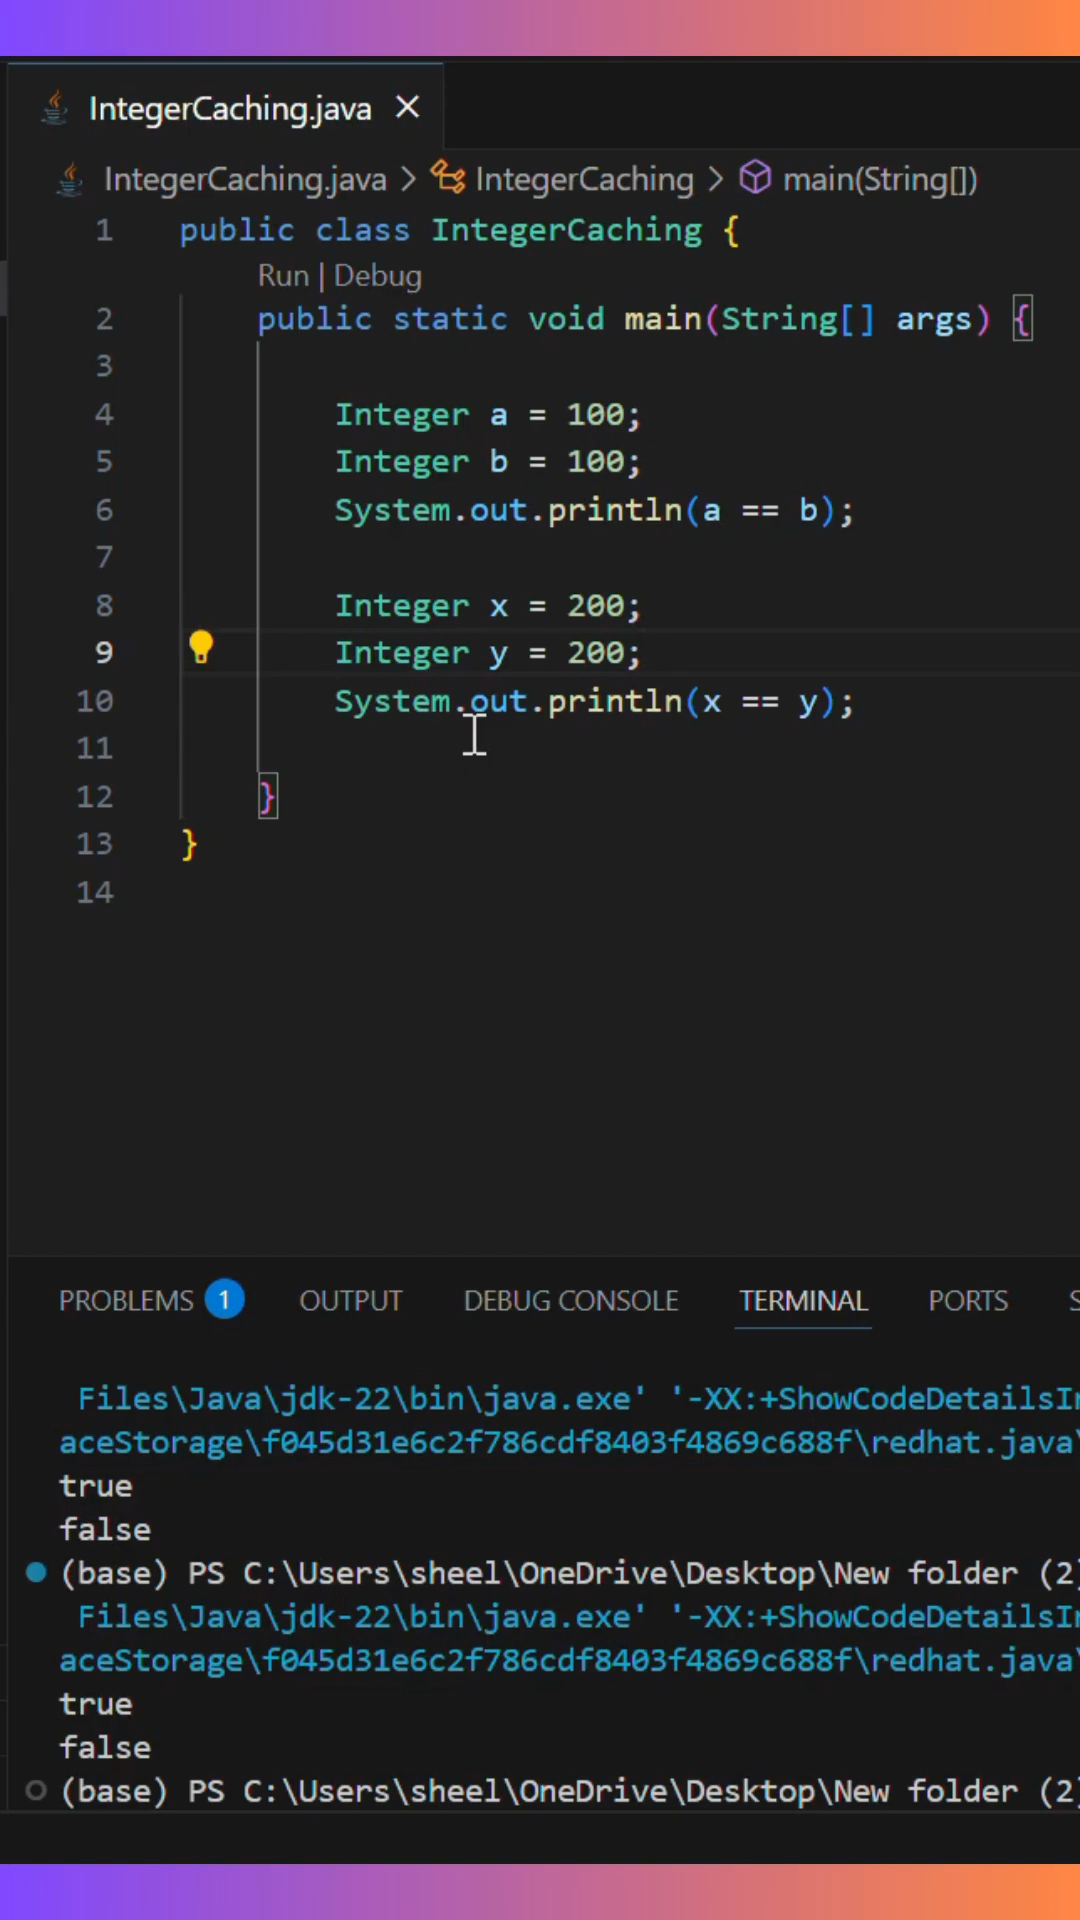 IntegerCaching.java ×
IntegerCaching.java > IntegerCaching > main(String[])
1 public class IntegerCaching {
Run | Debug
2 public static void main(String[] args) {
3
4 Integer a = 100;
5 Integer b = 100;
6 System.out.println(a == b);
7
8 Integer x = 200;
9 Integer y = 200;
10 System.out.println(x == y);
11
12 }
13 }
14
PROBLEMS 1 OUTPUT DEBUG CONSOLE TERMINAL PORTS S
Files\Java\jdk-22\bin\java.exe' '-XX:+ShowCodeDetailsIn
aceStorage\f045d31e6c2f786cdf8403f4869c688f\redhat.java\
true
false
(base) PS C:\Users\sheel\OneDrive\Desktop\New folder (2)
Files\Java\jdk-22\bin\java.exe' '-XX:+ShowCodeDetailsIn
aceStorage\f045d31e6c2f786cdf8403f4869c688f\redhat.java\
true
false
(base) PS C:\Users\sheel\OneDrive\Desktop\New folder (2)